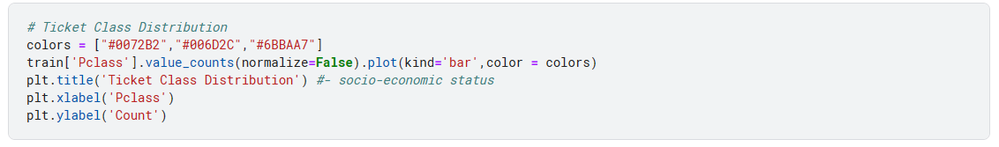 # Ticket Class Distribution
colors = ["#0072B2","#006D2C","#6BBAA7"]
train['Pclass'].value_counts(normalize=False).plot(kind='bar',color = colors)
plt.title('Ticket Class Distribution') #- socio-economic status
plt.xlabel('Pclass')
plt.ylabel('Count')